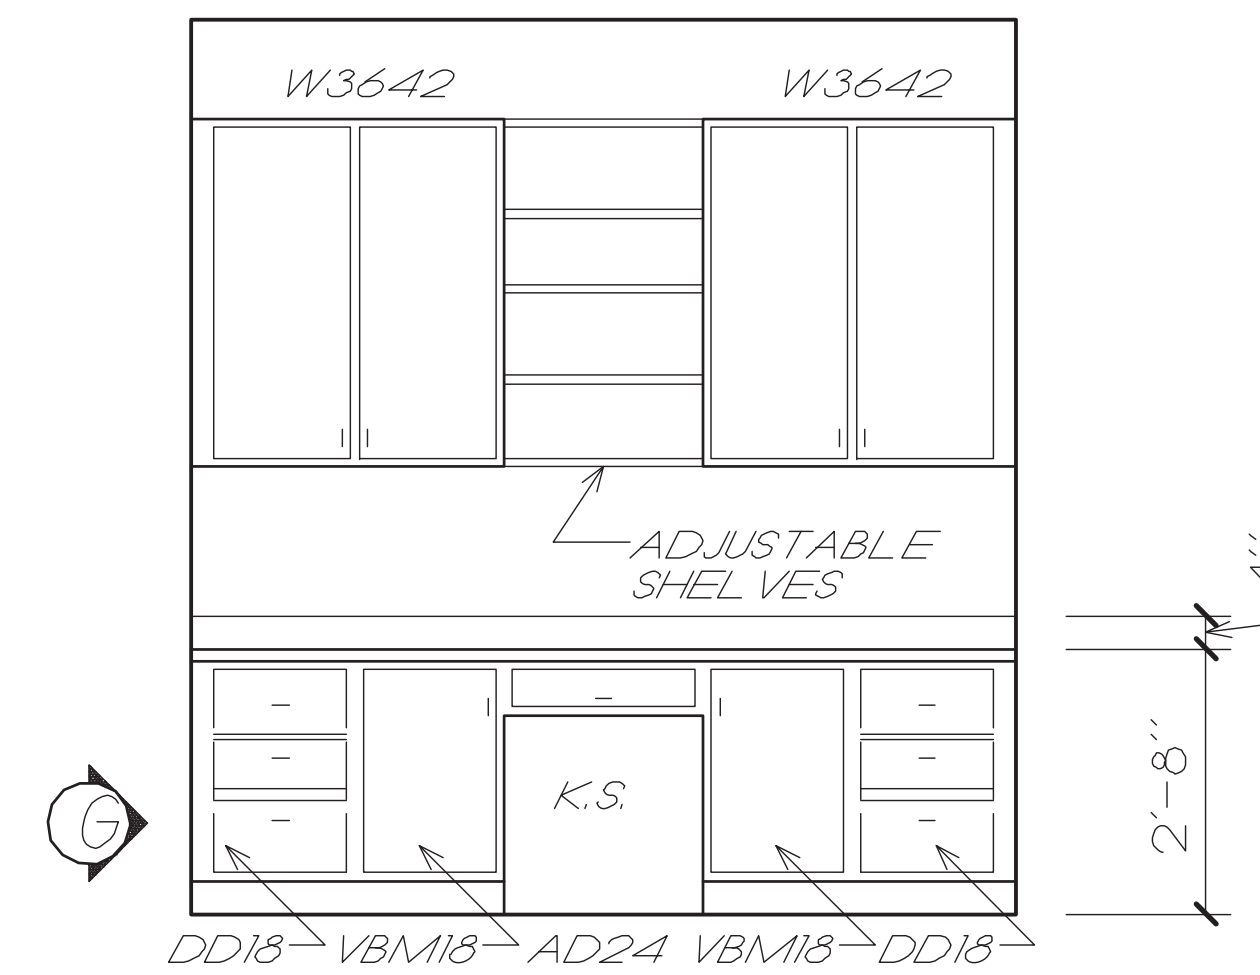 W3642 W3642
ADJUSTABLE
SHELVES
2'-8"
K.S.
G
DD18 VBM18 AD24 VBM18 DD18